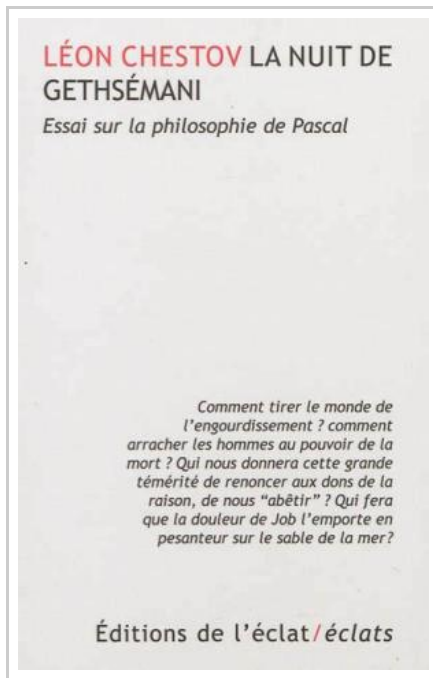 LÉON CHESTOV LA NUIT DE
GETHSÉMANI
Essai sur la philosophie de Pascal
Comment tirer le monde de
l’engourdissement ? comment
arracher les hommes au pouvoir de la
mort ? Qui nous donnera cette grande
témérité de renoncer aux dons de la
raison, de nous “abêtir” ? Qui fera
que la douleur de Job l’emporte en
pesanteur sur le sable de la mer?
Éditions de l’éclat/éclats